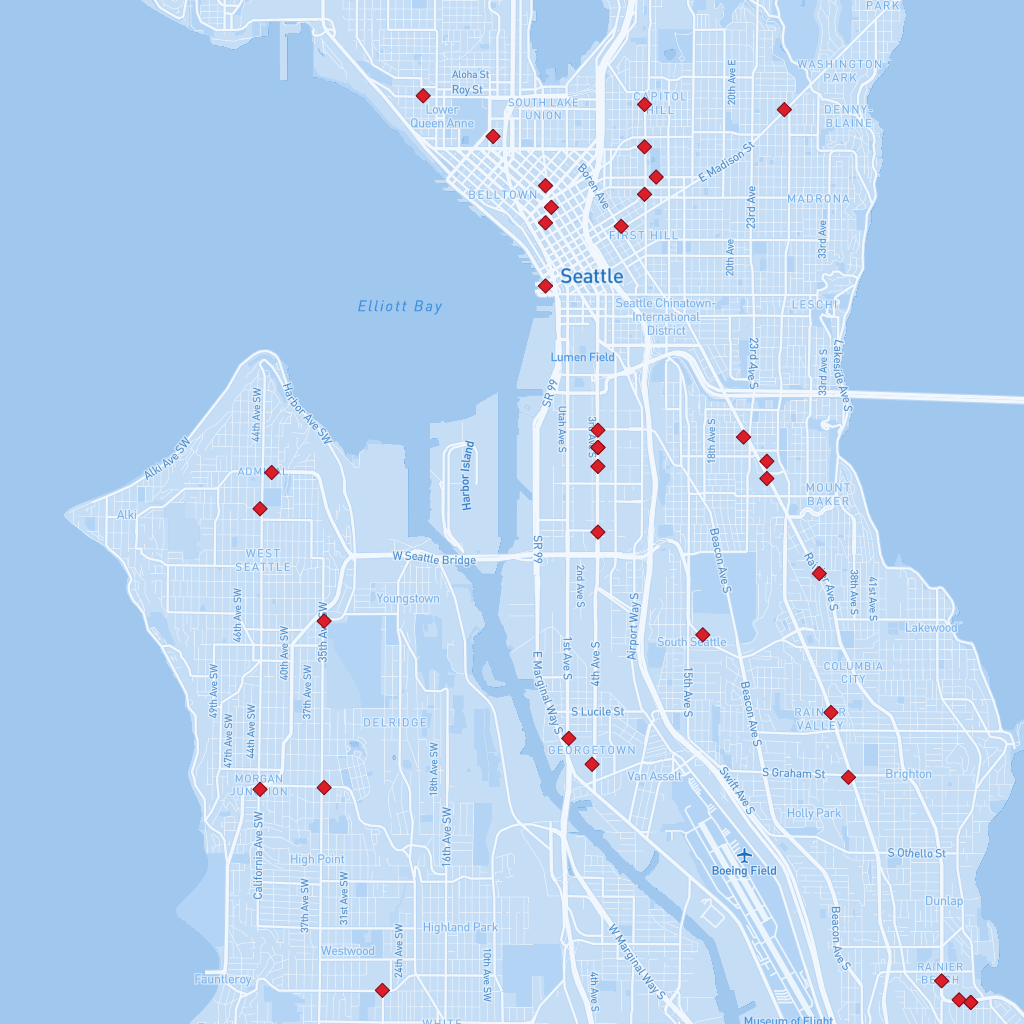 PARK
WASHINGTON
PARK
20th Ave E
Aloha St
Roy St
SOUTH LAKE
UNION
CAPITOL
HILL
Lower
Queen Anne
DENNY-
BLAINE
E Madison St
Boren Ave
BELLTOWN
23rd Ave
MADRONA
33rd Ave
FIRST HILL
20th Ave
Seattle
Elliott Bay
Seattle Chinatown-
International
District
LESCHI
Lumen Field
23rd Ave S
33rd Ave S
Lakeside Ave S
SR 99
Harbor Ave SW
44th Ave SW
Alki Ave SW
Utah Ave S
3rd Ave S
18th Ave S
Harbor Island
ADMIRAL
MOUNT
BAKER
Alki
WEST
SEATTLE
W Seattle Bridge
SR 99
Beacon Ave S
Rainier Ave S
38th Ave S
41st Ave S
2nd Ave S
Airport Way S
Youngstown
46th Ave SW
35th Ave SW
40th Ave SW
Lakewood
South Seattle
1st Ave S
4th Ave S
E Marginal Way S
COLUMBIA
CITY
49th Ave SW
37th Ave SW
15th Ave S
Beacon Ave S
44th Ave SW
47th Ave SW
DELRIDGE
S Lucile St
RAINIER
VALLEY
18th Ave SW
GEORGETOWN
Van Asselt
S Graham St
Brighton
Swift Ave S
MORGAN
JUNCTION
Holly Park
California Ave SW
16th Ave SW
High Point
S Othello St
Boeing Field
37th Ave SW
31st Ave SW
Dunlap
Highland Park
Westwood
24th Ave SW
10th Ave SW
W Marginal Way S
Beacon Ave S
Fauntleroy
4th Ave S
RAINIER
BEACH
WHITE
Museum of Flight